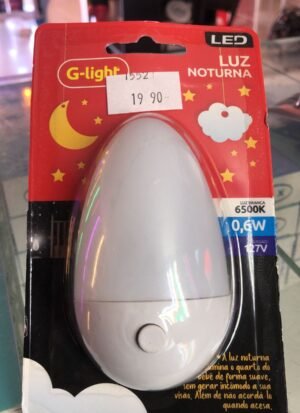 LED
G-light
LUZ
NOTURNA
1552
19 90
LUZ BRANCA
6500K
0,6W
127V
*A luz noturna
ilumina o quarto do
bebê de forma suave,
sem gerar incômodo a sua
visão. Além de não acordá lo
quando acesa.